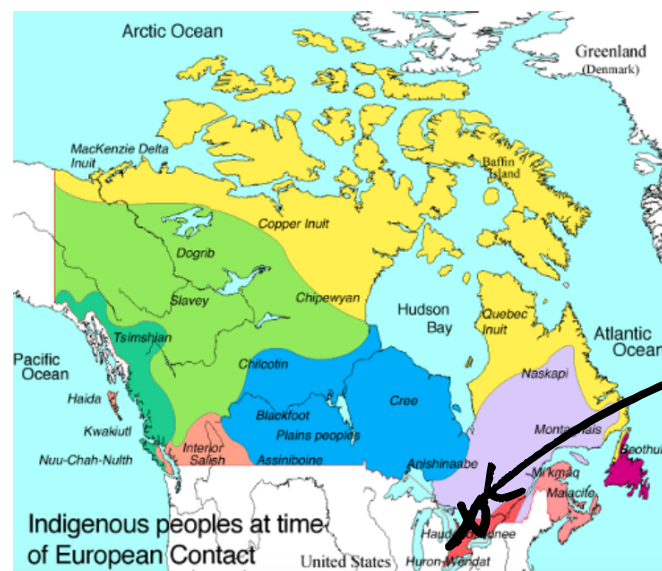 Arctic Ocean
Greenland
(Denmark)
MacKenzie Delta
Inuit
Baffin
Island
Copper Inuit
Dogrib
Slavey
Chipewyan
Hudson
Bay
Quebec
Inuit
Atlantic
Ocean
Tsimshian
Pacific
Ocean
Chilcotin
Naskapi
Haida
Cree
Blackfoot
Kwakiutl
Plains peoples
Interior
Salish
Nuu-Chah-Nulth
Assiniboine
Anishinaabe
Mi'kmaq
Malacite
Indigenous peoples at time
of European Contact
United States
Huron-Wendat